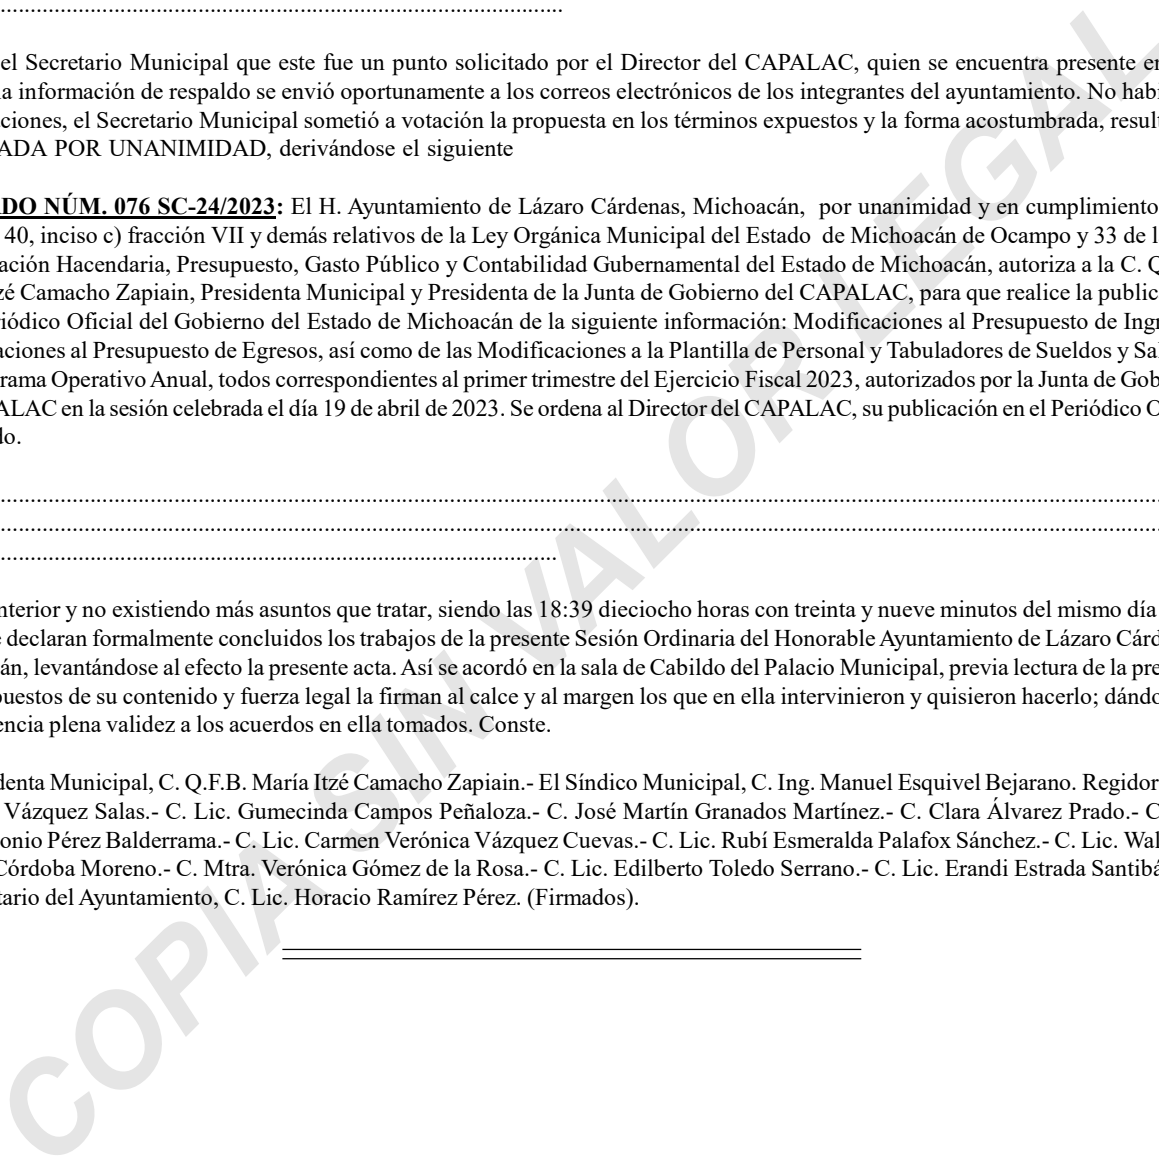 el Secretario Municipal que este fue un punto solicitado por el Director del CAPALAC, quien se encuentra presente en
la información de respaldo se envió oportunamente a los correos electrónicos de los integrantes del ayuntamiento. No habi
ciones, el Secretario Municipal sometió a votación la propuesta en los términos expuestos y la forma acostumbrada, result
ADA POR UNANIMIDAD, derivándose el siguiente
DO NÚM. 076 SC-24/2023: El H. Ayuntamiento de Lázaro Cárdenas, Michoacán, por unanimidad y en cumplimiento
40, inciso c) fracción VII y demás relativos de la Ley Orgánica Municipal del Estado de Michoacán de Ocampo y 33 de l
ación Hacendaria, Presupuesto, Gasto Público y Contabilidad Gubernamental del Estado de Michoacán, autoriza a la C. Q
zé Camacho Zapiain, Presidenta Municipal y Presidenta de la Junta de Gobierno del CAPALAC, para que realice la public
riódico Oficial del Gobierno del Estado de Michoacán de la siguiente información: Modificaciones al Presupuesto de Ingr
aciones al Presupuesto de Egresos, así como de las Modificaciones a la Plantilla de Personal y Tabuladores de Sueldos y Sal
rama Operativo Anual, todos correspondientes al primer trimestre del Ejercicio Fiscal 2023, autorizados por la Junta de Gob
ALAC en la sesión celebrada el día 19 de abril de 2023. Se ordena al Director del CAPALAC, su publicación en el Periódico O
do.
nterior y no existiendo más asuntos que tratar, siendo las 18:39 dieciocho horas con treinta y nueve minutos del mismo día
e declaran formalmente concluidos los trabajos de la presente Sesión Ordinaria del Honorable Ayuntamiento de Lázaro Cárd
án, levantándose al efecto la presente acta. Así se acordó en la sala de Cabildo del Palacio Municipal, previa lectura de la pre
puestos de su contenido y fuerza legal la firman al calce y al margen los que en ella intervinieron y quisieron hacerlo; dándo
encia plena validez a los acuerdos en ella tomados. Conste.
denta Municipal, C. Q.F.B. María Itzé Camacho Zapiain.- El Síndico Municipal, C. Ing. Manuel Esquivel Bejarano. Regidor
Vázquez Salas.- C. Lic. Gumecinda Campos Peñaloza.- C. José Martín Granados Martínez.- C. Clara Álvarez Prado.- C
onio Pérez Balderrama.- C. Lic. Carmen Verónica Vázquez Cuevas.- C. Lic. Rubí Esmeralda Palafox Sánchez.- C. Lic. Wal
Córdoba Moreno.- C. Mtra. Verónica Gómez de la Rosa.- C. Lic. Edilberto Toledo Serrano.- C. Lic. Erandi Estrada Santibá
tario del Ayuntamiento, C. Lic. Horacio Ramírez Pérez. (Firmados).
COPIA SIN VALOR LEGAL